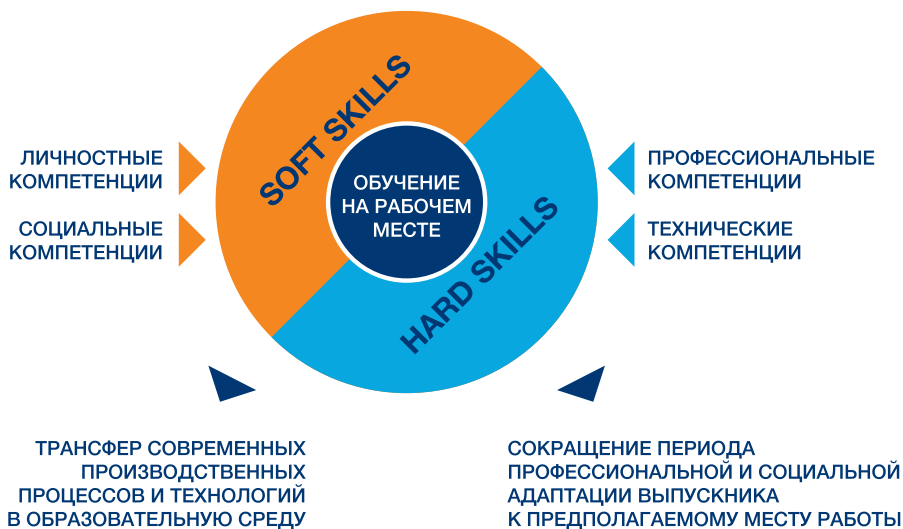 SOFT SKILLS
HARD SKILLS
ОБУЧЕНИЕ
НА РАБОЧЕМ
МЕСТЕ
ЛИЧНОСТНЫЕ
КОМПЕТЕНЦИИ
СОЦИАЛЬНЫЕ
КОМПЕТЕНЦИИ
ПРОФЕССИОНАЛЬНЫЕ
КОМПЕТЕНЦИИ
ТЕХНИЧЕСКИЕ
КОМПЕТЕНЦИИ
ТРАНСФЕР СОВРЕМЕННЫХ
ПРОИЗВОДСТВЕННЫХ
ПРОЦЕССОВ И ТЕХНОЛОГИЙ
В ОБРАЗОВАТЕЛЬНУЮ СРЕДУ
СОКРАЩЕНИЕ ПЕРИОДА
ПРОФЕССИОНАЛЬНОЙ И СОЦИАЛЬНОЙ
АДАПТАЦИИ ВЫПУСКНИКА
К ПРЕДПОЛАГАЕМОМУ МЕСТУ РАБОТЫ